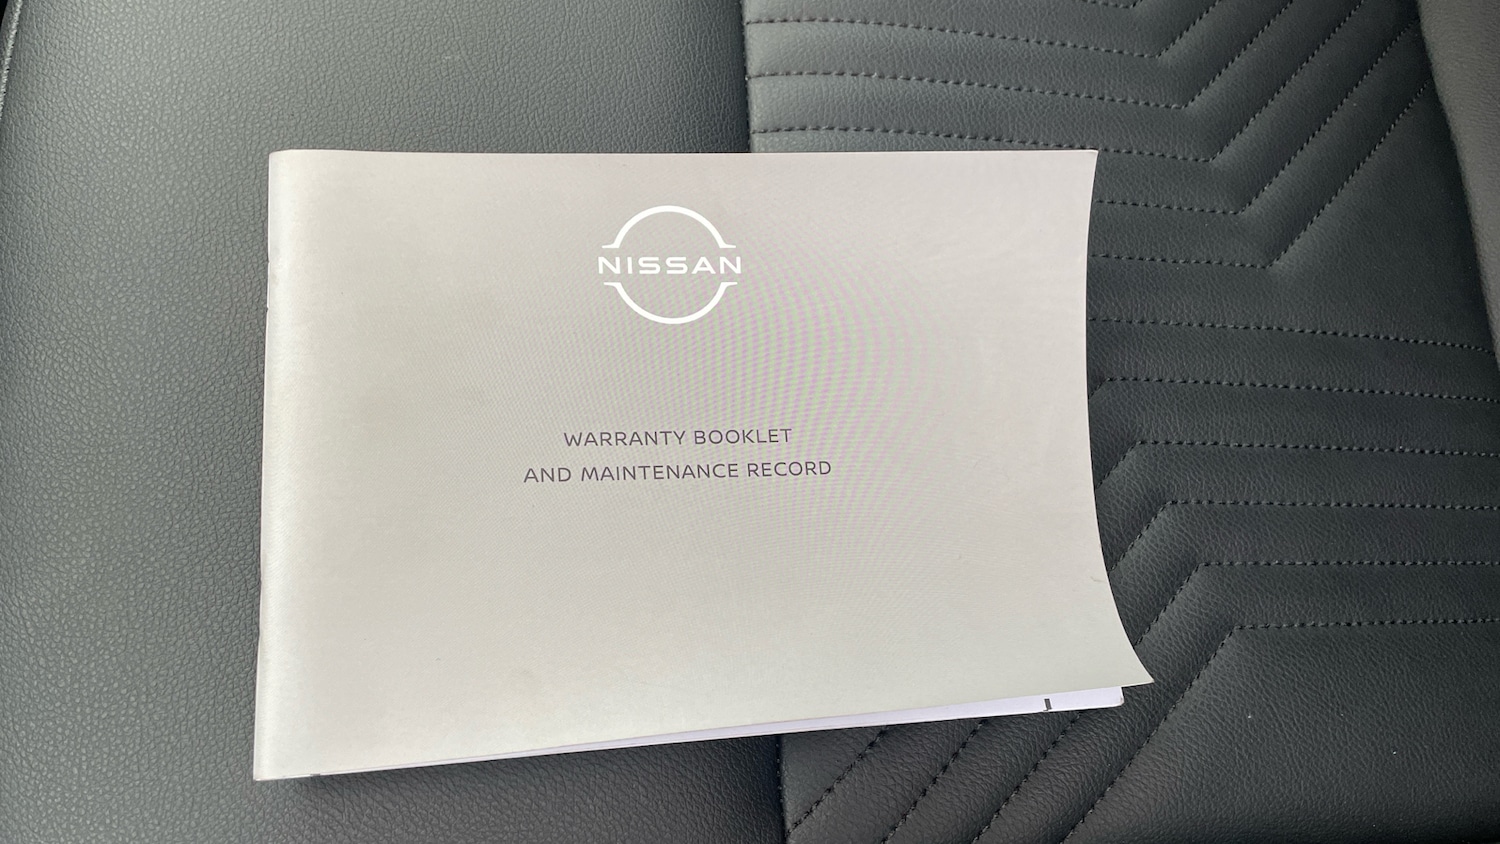 NISSAN
WARRANTY BOOKLET
AND MAINTENANCE RECORD